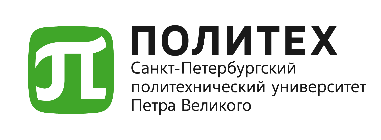 ПОЛИТЕХ
Санкт-Петербургский
политехнический университет
Петра Великого